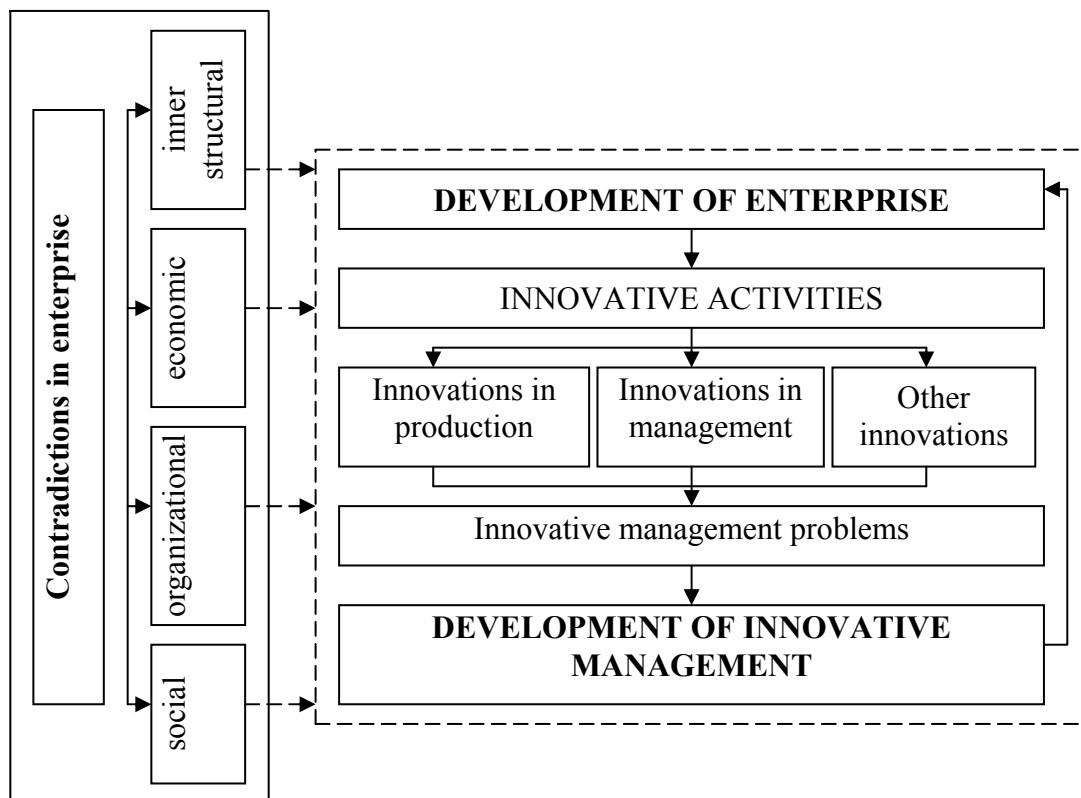 Contradictions in enterprise
inner
structural
economic
organizational
social
DEVELOPMENT OF ENTERPRISE
INNOVATIVE ACTIVITIES
Innovations in
production
Innovations in
management
Other
innovations
Innovative management problems
DEVELOPMENT OF INNOVATIVE
MANAGEMENT